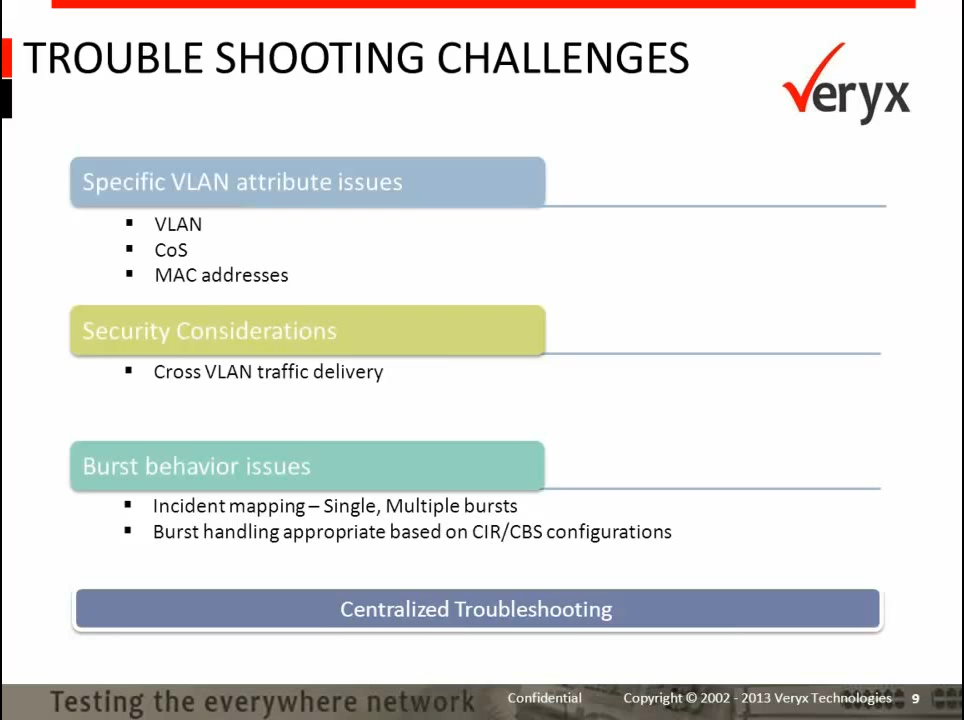 TROUBLE SHOOTING CHALLENGES
veryx
Specific VLAN attribute issues
VLAN
CoS
MAC addresses
Security Considerations
Cross VLAN traffic delivery
Burst behavior issues
Incident mapping – Single, Multiple bursts
Burst handling appropriate based on CIR/CBS configurations
Centralized Troubleshooting
Testing the everywhere network
Confidential
Copyright © 2002 - 2013 Veryx Technologies
9